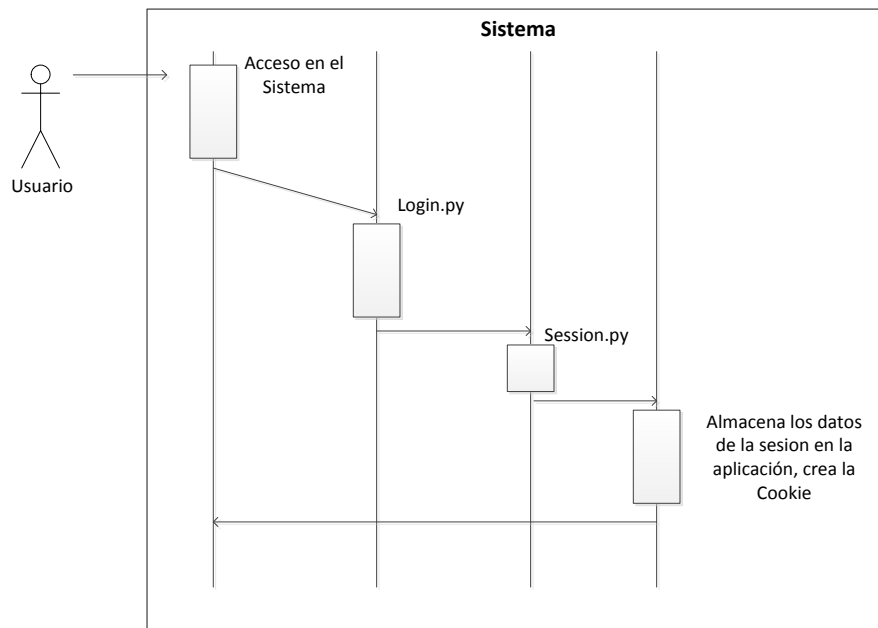 Sistema
Acceso en el
Sistema
Usuario
Login.py
Session.py
Almacena los datos
de la sesion en la
aplicación, crea la
Cookie